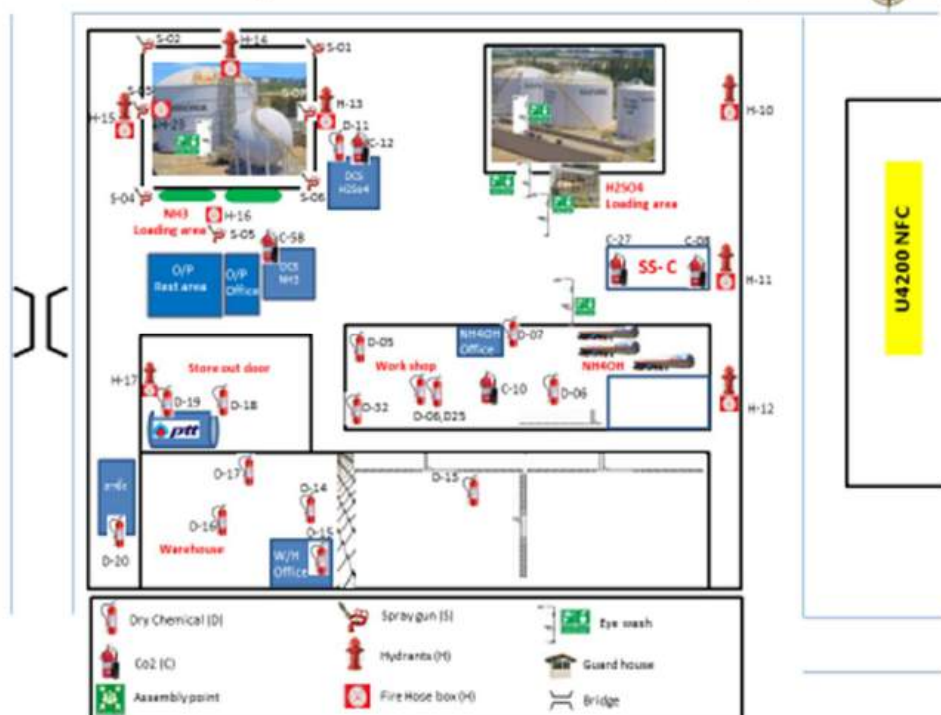 S-02
H-14
S-01
S-03
H-13
H-15
D-11
C-12
DCS
H2So4
H-10
S-04
S-06
NH3
Loading area
H-16
S-05
C-58
DCS
NH3
O/P
Rest area
O/P
Office
H2SO4
Loading area
C-27
C-08
SS- C
H-11
U4200 NFC
Store out door
H-17
D-19
D-18
ptt
D-05
Work shop
NH4OH
Office
D-07
NH4OH
D-32
D-08,D25
C-10
D-06
H-12
D-17
D-14
D-15
D-16
D-15
Warehouse
W/H
Office
D-20
Dry Chemical (D)
Spray gun (S)
Eye wash
Co2 (C)
Hydrants (H)
Guard house
Assembly point
Fire Hose box (H)
Bridge